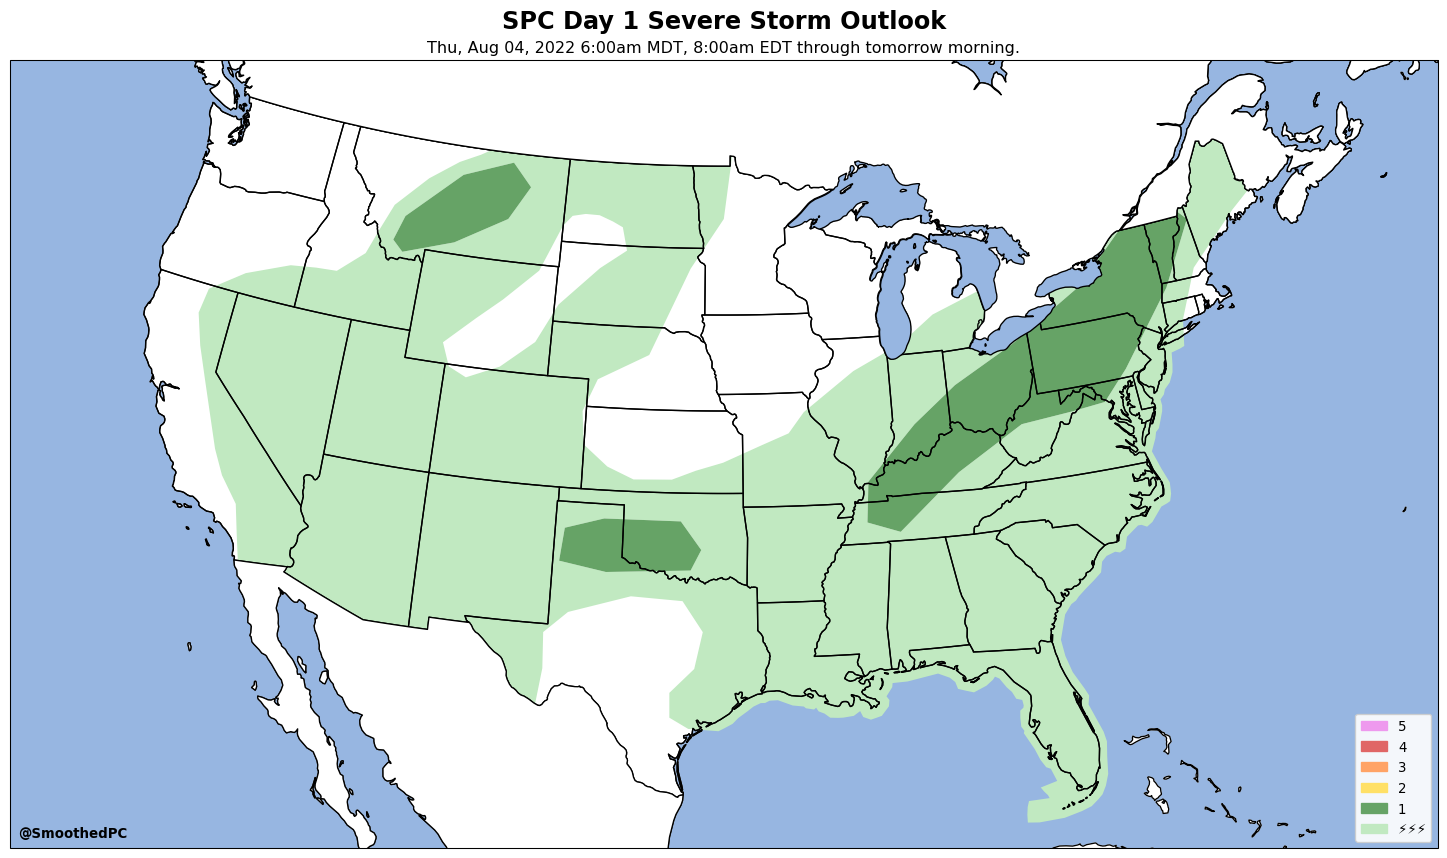 SPC Day 1 Severe Storm Outlook
Thu, Aug 04, 2022 6:00am MDT, 8:00am EDT through tomorrow morning.
5
4
3
2
1
⚡⚡⚡
@SmoothedPC